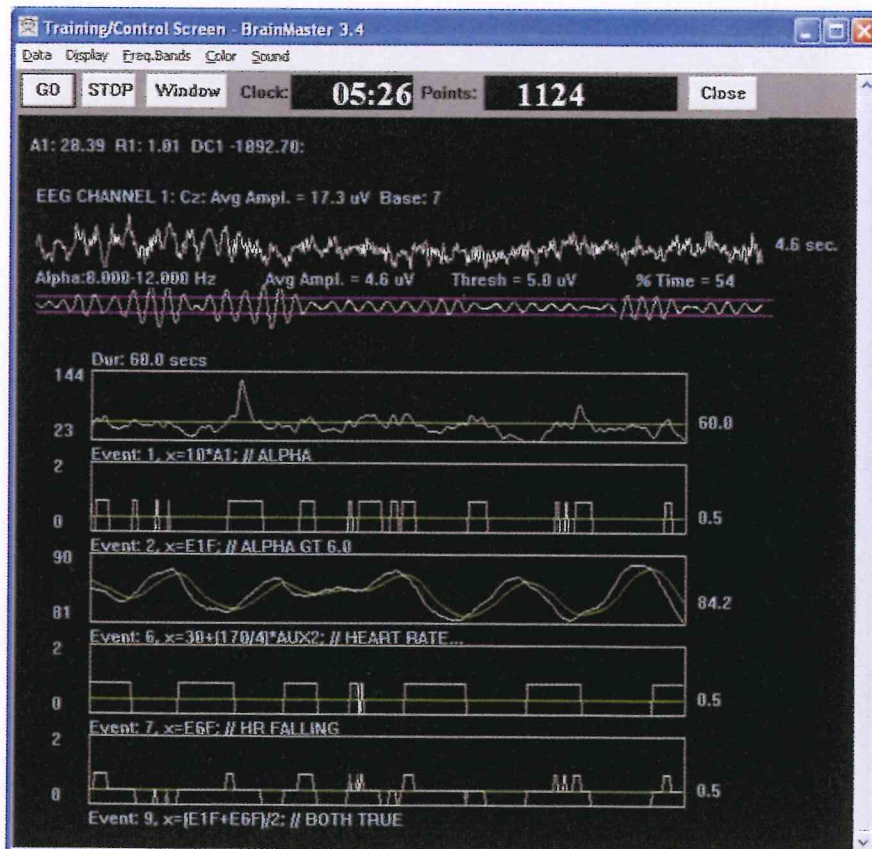 Training/Control Screen - BrainMaster 3.4
Data Display Freq.Bands Color Sound
GO STOP Window Clock: 05:26 Points: 1124 Close
A1: 28.39 R1: 1.01 DC1 -1892.70:
EEG CHANNEL 1: Cz: Avg Ampl. = 17.3 uV Base: 7
4.6 sec.
Alpha:8.000-12.000 Hz Avg Ampl. = 4.6 uV Thresh = 5.0 uV % Time = 54
Dur: 60.0 secs
144
23
60.0
Event: 1, x=10*A1; // ALPHA
2
0
0.5
Event: 2, x=E1F; // ALPHA GT 6.0
90
81
84.2
Event: 6, x=30+(170/4)*AUX2; // HEART RATE...
2
0
0.5
Event: 7, x=E6F; // HR FALLING
2
0
0.5
Event: 9, x=(E1F+E6F)/2; // BOTH TRUE